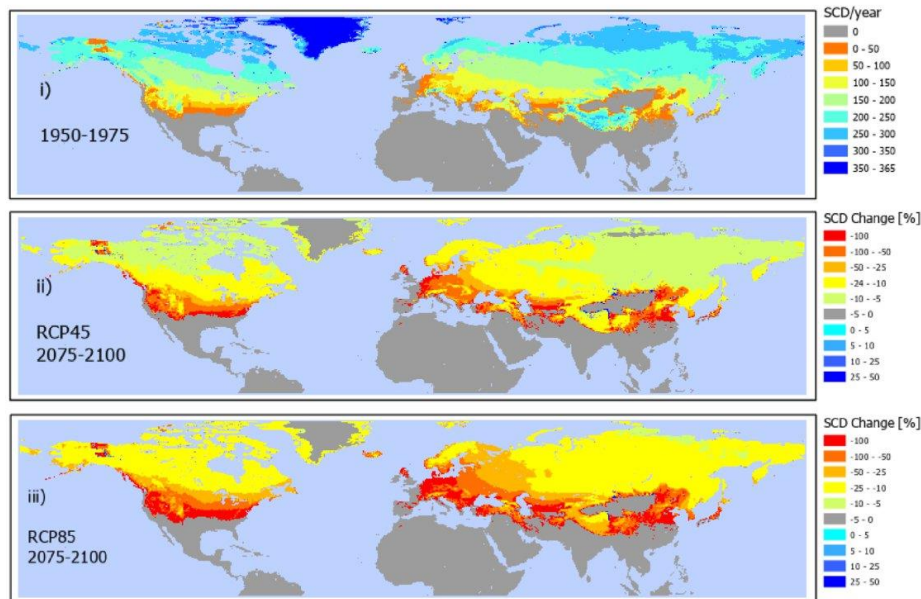 SCD/year
0
0 - 50
50 - 100
100 - 150
150 - 200
200 - 250
250 - 300
300 - 350
350 - 365
i)
1950-1975
SCD Change [%]
-100
-100 - -50
-50 - -25
-24 - -10
-10 - -5
-5 - 0
0 - 5
5 - 10
10 - 25
25 - 50
ii)
RCP45
2075-2100
SCD Change [%]
-100
-100 - -50
-50 - -25
-25 - -10
-10 - -5
-5 - 0
0 - 5
5 - 10
10 - 25
25 - 50
iii)
RCP85
2075-2100